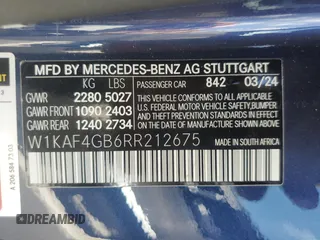 MFD BY MERCEDES-BENZ AG STUTTGART
KG LBS PASSENGER CAR 842 03/24
GVWR 2280 5027
GAWR FRONT 1090 2403
GAWR REAR 1240 2734
THIS VEHICLE CONFORMS TO ALL APPLICABLE
U.S. FEDERAL MOTOR VEHICLE
SAFETY, BUMPER, AND THEFT PREVENTION
STANDARDS IN EFFECT ON THE DATE OF
MANUFACTURE SHOWN ABOVE
W1KAF4GB6RR212675
MADE IN GERMANY
DREAMBID